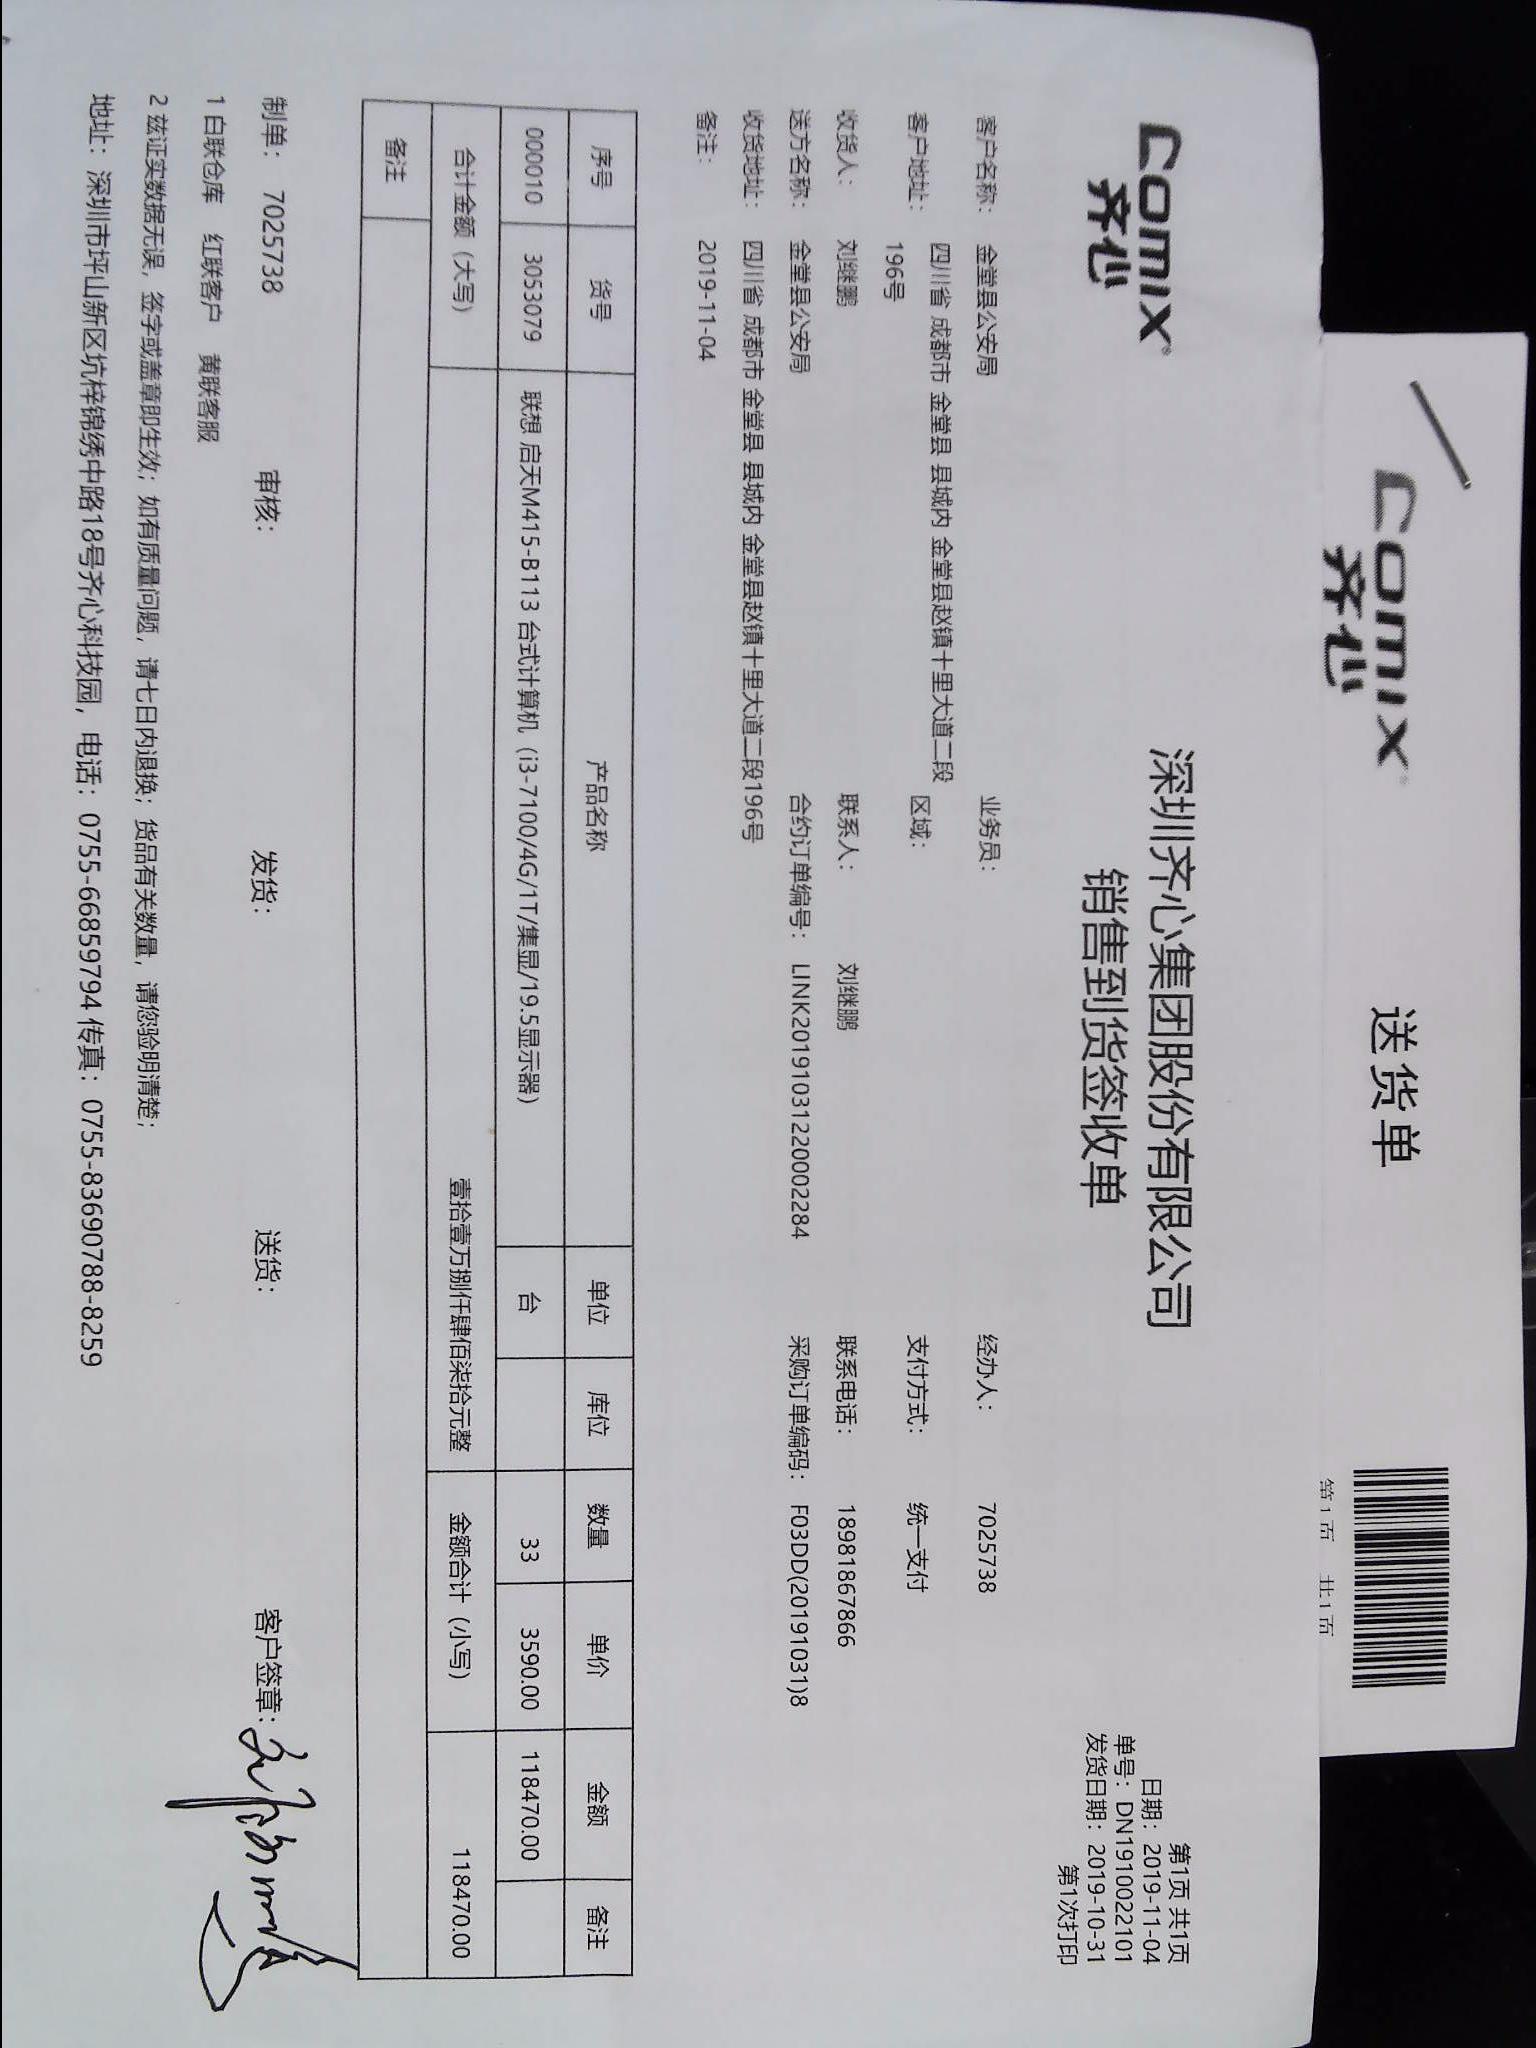 comix
齐心
送货单
第1页 共1页
comix
齐心
深圳齐心集团股份有限公司
销售到货签收单
第1页 共1页
日期：2019-11-04
单号：DN1910022101
发货日期：2019-10-31
第1次打印
客户名称： 金堂县公安局 业务员： 经办人： 7025738
客户地址： 四川省 成都市 金堂县 县城内 金堂县赵镇十里大道二段 区域： 支付方式： 统一支付
196号
收货人： 刘继鹏 联系人： 刘继鹏 联系电话： 18981867866
送方名称： 金堂县公安局 合约订单编号： LINK20191031220002284 采购订单编码： F03DD(20191031)8
收货地址： 四川省 成都市 金堂县 县城内 金堂县赵镇十里大道二段196号
备注： 2019-11-04
序号 货号 产品名称 单位 库位 数量 单价 金额 备注
000010 3053079 联想 启天M415-B113 台式计算机（i3-7100/4G/1T/集显/19.5显示器） 台 33 3590.00 118470.00
合计金额（大写） 壹拾壹万捌仟肆佰柒拾元整 金额合计（小写） 118470.00
备注
制单： 7025738 审核： 发货： 送货： 客户签章：
1 白联仓库 红联客户 黄联客服
2 兹证实数据无误，签字或盖章即生效；如有质量问题，请七日内退换；货品有关数量，请您验明清楚；
地址：深圳市坪山新区坑梓锦绣中路18号齐心科技园，电话：0755-66859794 传真：0755-83690788-8259